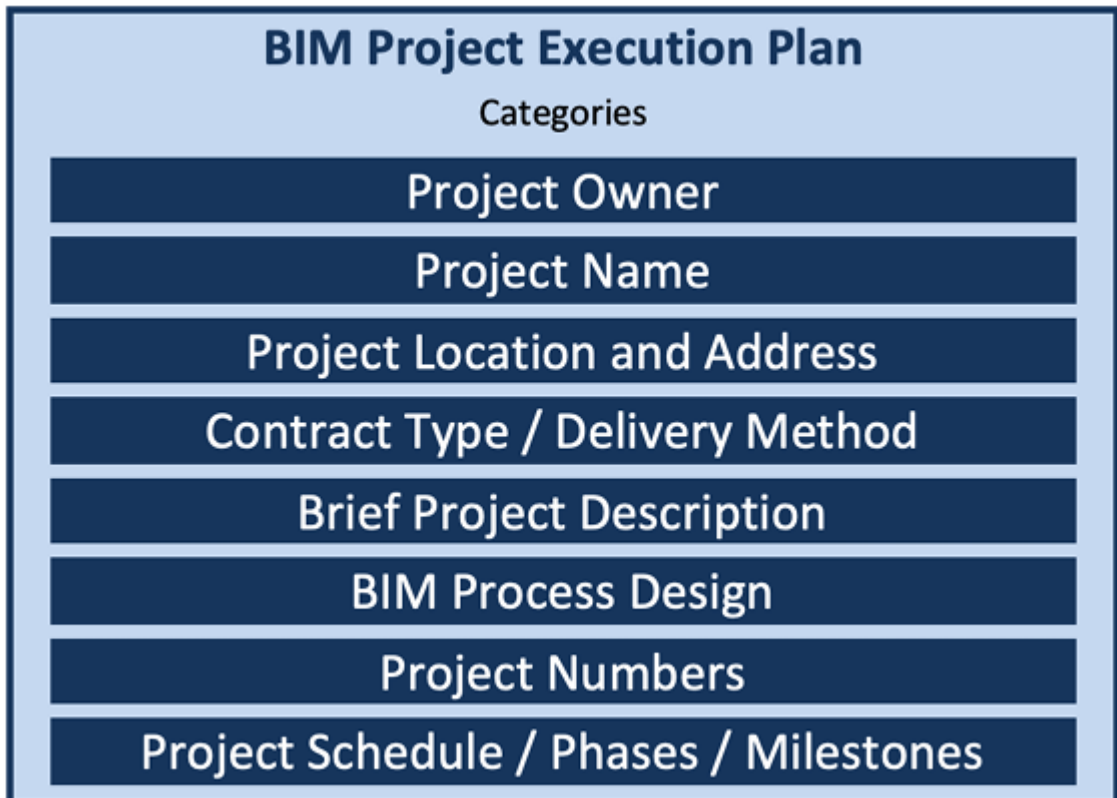 BIM Project Execution Plan
Categories
Project Owner
Project Name
Project Location and Address
Contract Type / Delivery Method
Brief Project Description
BIM Process Design
Project Numbers
Project Schedule / Phases / Milestones